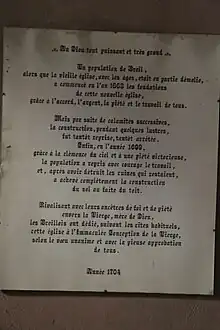 Au Dieu tout puissant et très grand
La population de Breil,
alors que la vieille église, avec les âges, était en partie démolie,
a commencé en l'an 1663 les fondations
de cette nouvelle église,
grâce à l'accord, l'argent, la piété et le travail de tous.
Mais par suite de calamités successives,
la construction, pendant quelques lustres,
fut tantôt reprise, tantôt arrêtée.
Enfin, en l'année
grâce à la clémence du ciel et à une piété victorieuse,
la population a repris avec courage le travail,
et, après avoir détruit les ruines qui restaient,
a achevé complètement la construction
du sol au faîte du toit.
Rivalisant avec leurs ancêtres de foi et de piété
envers la Vierge, mère de Dieu,
les Breillois ont dédié, suivant les rites habituels,
cette église à l'Immaculée Conception de la Vierge,
selon le vœu unanime et avec la pleine approbation
de tous.
Année 1704